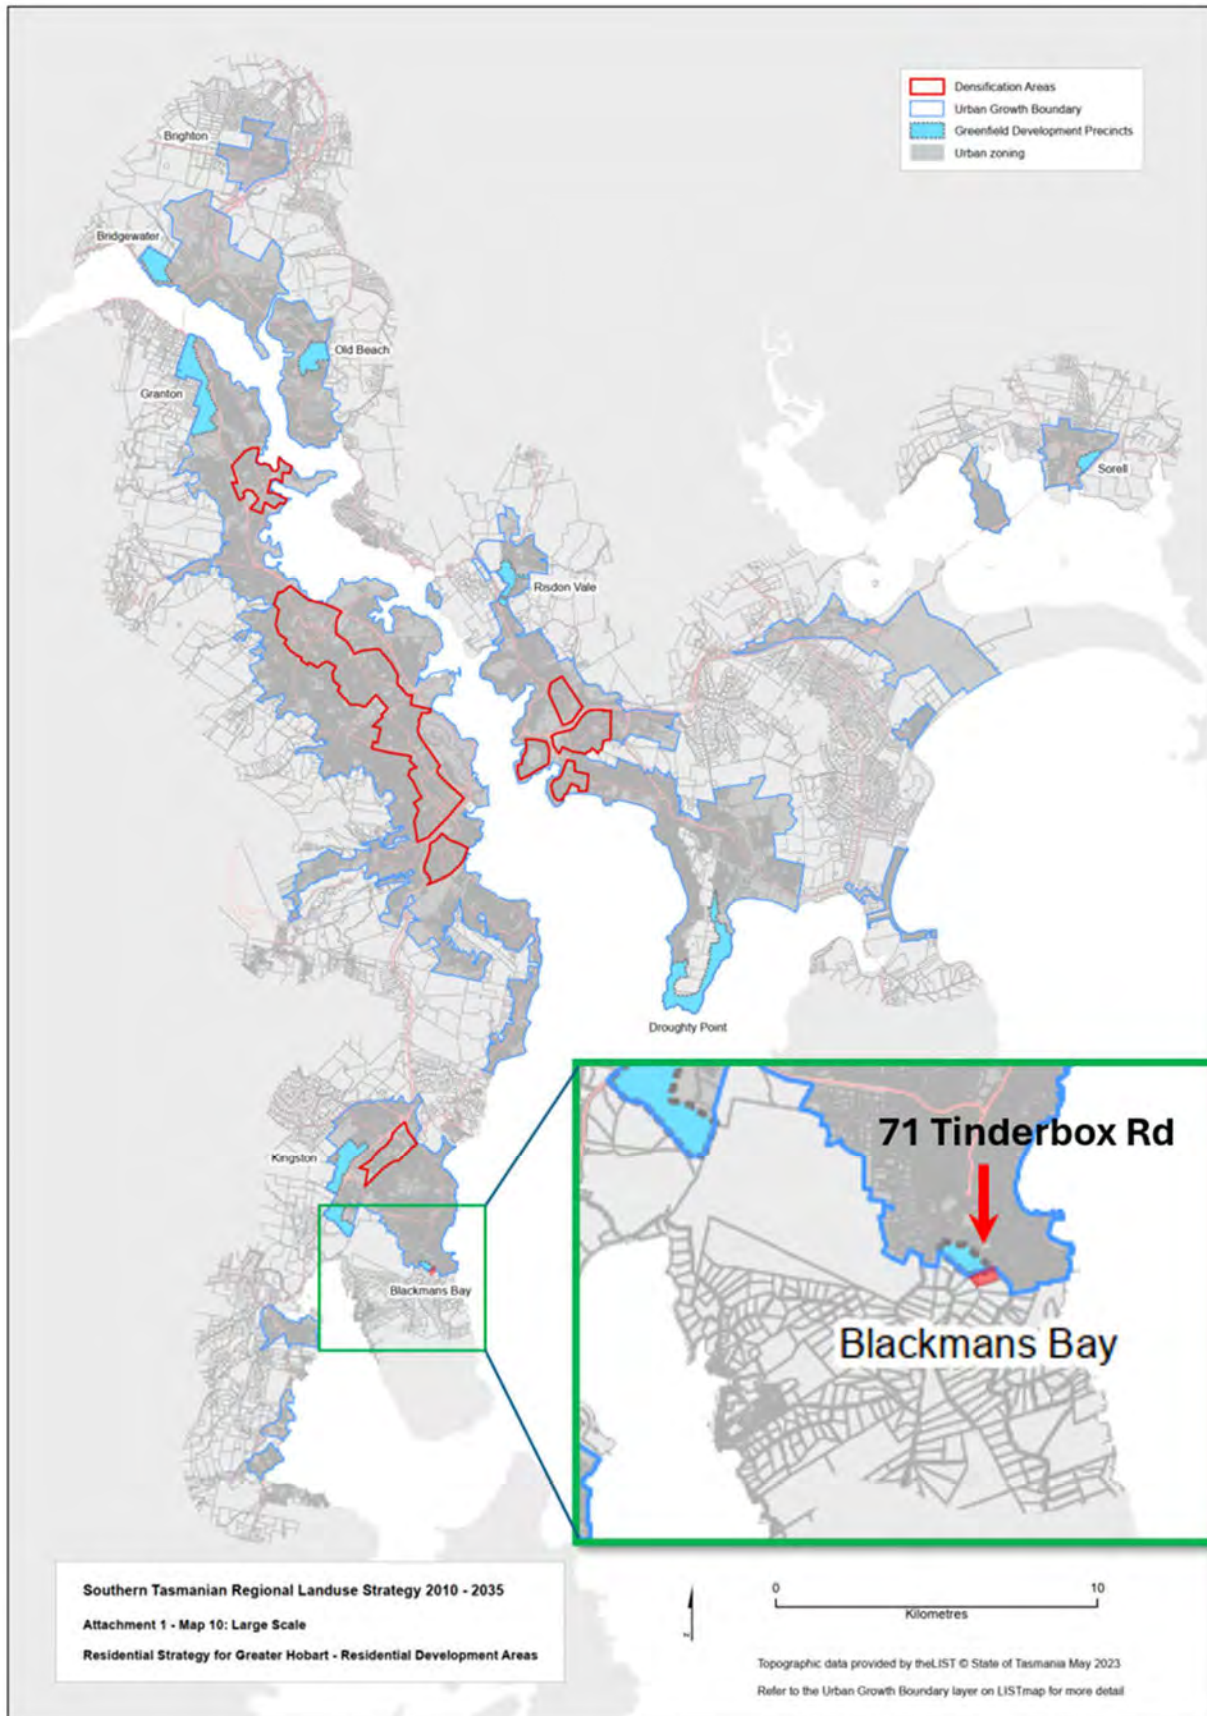 Densification Areas
Urban Growth Boundary
Greenfield Development Precincts
Urban zoning
Brighton
Bridgewater
Old Beach
Granton
Sorell
Risdon Vale
Droughty Point
Kingston
Blackmans Bay
71 Tinderbox Rd
Blackmans Bay
Southern Tasmanian Regional Landuse Strategy 2010 - 2035
Attachment 1 - Map 10: Large Scale
Residential Strategy for Greater Hobart - Residential Development Areas
0 10
Kilometres
Topographic data provided by theLIST © State of Tasmania May 2023
Refer to the Urban Growth Boundary layer on LISTmap for more detail